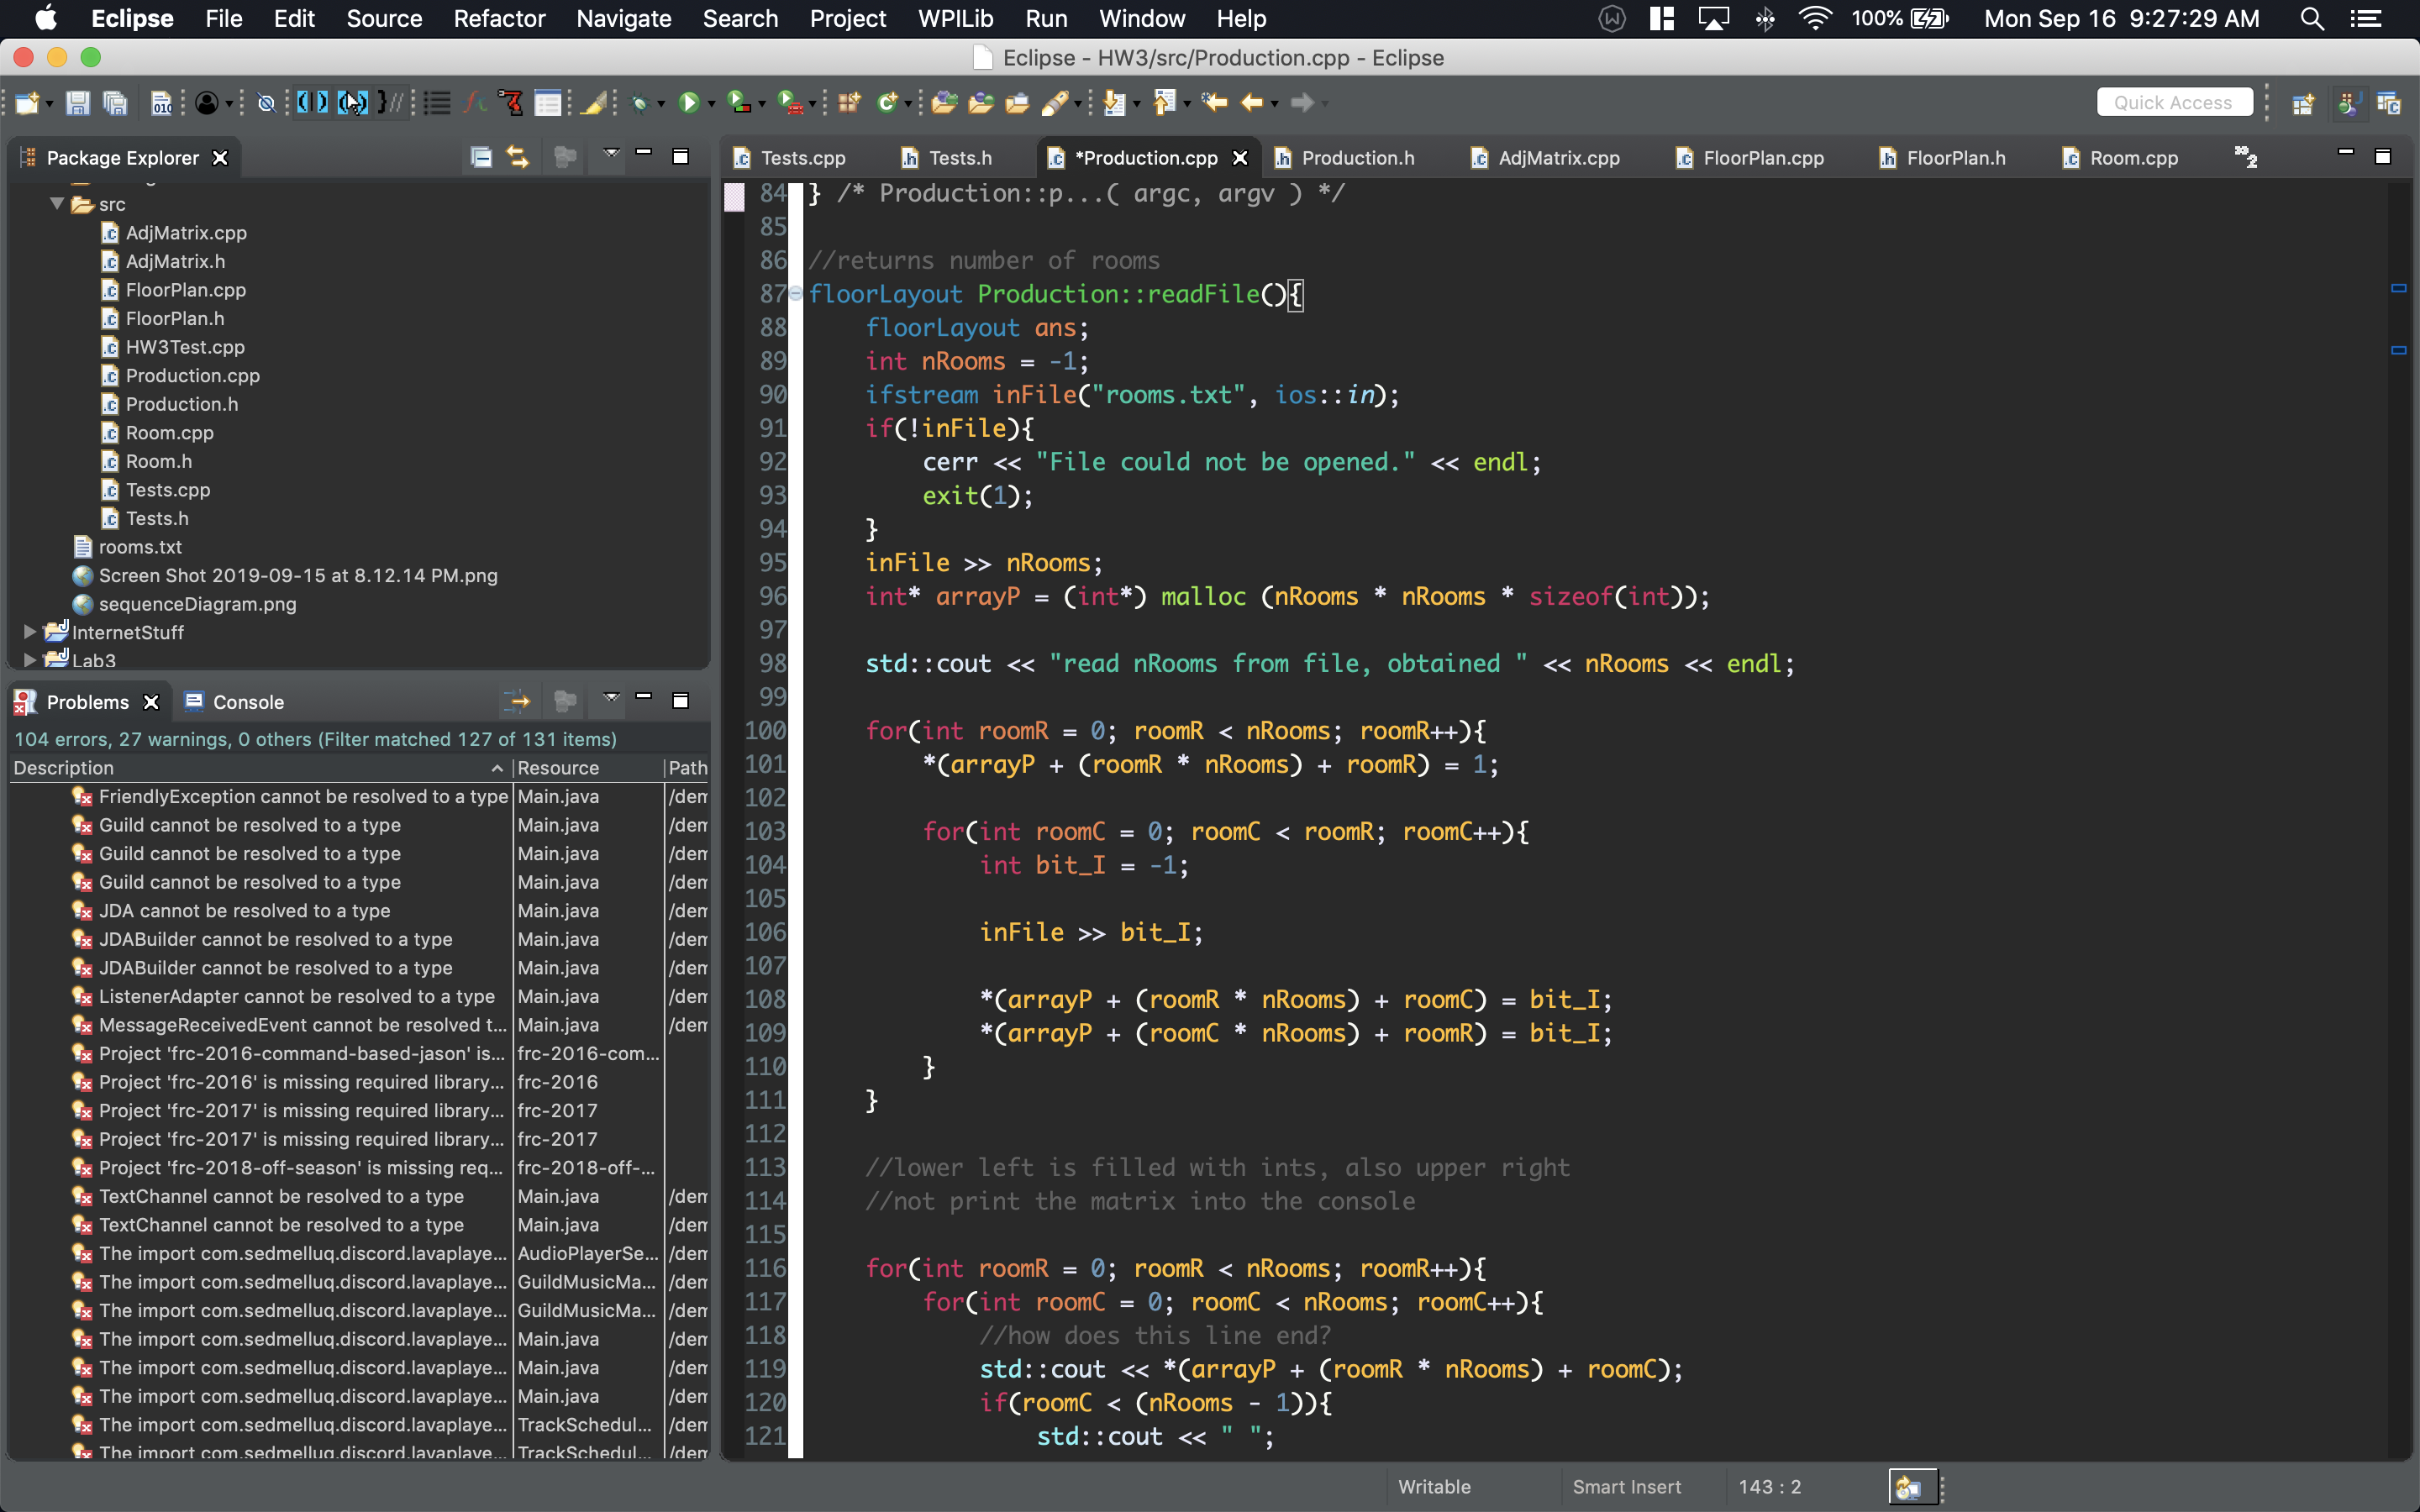 Eclipse File Edit Source Refactor Navigate Search Project WPILib Run Window Help 100% Mon Sep 16 9:27:29 AM
Eclipse - HW3/src/Production.cpp - Eclipse
Quick Access
Package Explorer
src
AdjMatrix.cpp
AdjMatrix.h
FloorPlan.cpp
FloorPlan.h
HW3Test.cpp
Production.cpp
Production.h
Room.cpp
Room.h
Tests.cpp
Tests.h
rooms.txt
Screen Shot 2019-09-15 at 8.12.14 PM.png
sequenceDiagram.png
InternetStuff
Lab3
Problems Console
104 errors, 27 warnings, 0 others (Filter matched 127 of 131 items)
Description Resource Path
FriendlyException cannot be resolved to a type Main.java /dem
Guild cannot be resolved to a type Main.java /dem
Guild cannot be resolved to a type Main.java /dem
Guild cannot be resolved to a type Main.java /dem
JDA cannot be resolved to a type Main.java /dem
JDABuilder cannot be resolved to a type Main.java /dem
JDABuilder cannot be resolved to a type Main.java /dem
ListenerAdapter cannot be resolved to a type Main.java /dem
MessageReceivedEvent cannot be resolved t... Main.java /dem
Project 'frc-2016-command-based-jason' is... frc-2016-com...
Project 'frc-2016' is missing required library... frc-2016
Project 'frc-2017' is missing required library... frc-2017
Project 'frc-2017' is missing required library... frc-2017
Project 'frc-2018-off-season' is missing req... frc-2018-off-...
TextChannel cannot be resolved to a type Main.java /dem
TextChannel cannot be resolved to a type Main.java /dem
The import com.sedmelluq.discord.lavaplaye... AudioPlayerSe... /dem
The import com.sedmelluq.discord.lavaplaye... GuildMusicMa... /dem
The import com.sedmelluq.discord.lavaplaye... GuildMusicMa... /dem
The import com.sedmelluq.discord.lavaplaye... Main.java /dem
The import com.sedmelluq.discord.lavaplaye... Main.java /dem
The import com.sedmelluq.discord.lavaplaye... Main.java /dem
The import com.sedmelluq.discord.lavaplaye... TrackSchedul... /dem
The import com.sedmelluq.discord.lavaplaye... TrackSchedul... /dem
Tests.cpp Tests.h *Production.cpp Production.h AdjMatrix.cpp FloorPlan.cpp FloorPlan.h Room.cpp 2
84 } /* Production::p...( argc, argv ) */
85
86 //returns number of rooms
87 floorLayout Production::readFile(){
88 floorLayout ans;
89 int nRooms = -1;
90 ifstream inFile("rooms.txt", ios::in);
91 if(!inFile){
92 cerr << "File could not be opened." << endl;
93 exit(1);
94 }
95 inFile >> nRooms;
96 int* arrayP = (int*) malloc (nRooms * nRooms * sizeof(int));
97
98 std::cout << "read nRooms from file, obtained " << nRooms << endl;
99
100 for(int roomR = 0; roomR < nRooms; roomR++){
101 *(arrayP + (roomR * nRooms) + roomR) = 1;
102
103 for(int roomC = 0; roomC < roomR; roomC++){
104 int bit_I = -1;
105
106 inFile >> bit_I;
107
108 *(arrayP + (roomR * nRooms) + roomC) = bit_I;
109 *(arrayP + (roomC * nRooms) + roomR) = bit_I;
110 }
111 }
112
113 //lower left is filled with ints, also upper right
114 //not print the matrix into the console
115
116 for(int roomR = 0; roomR < nRooms; roomR++){
117 for(int roomC = 0; roomC < nRooms; roomC++){
118 //how does this line end?
119 std::cout << *(arrayP + (roomR * nRooms) + roomC);
120 if(roomC < (nRooms - 1)){
121 std::cout << " ";
Writable Smart Insert 143 : 2